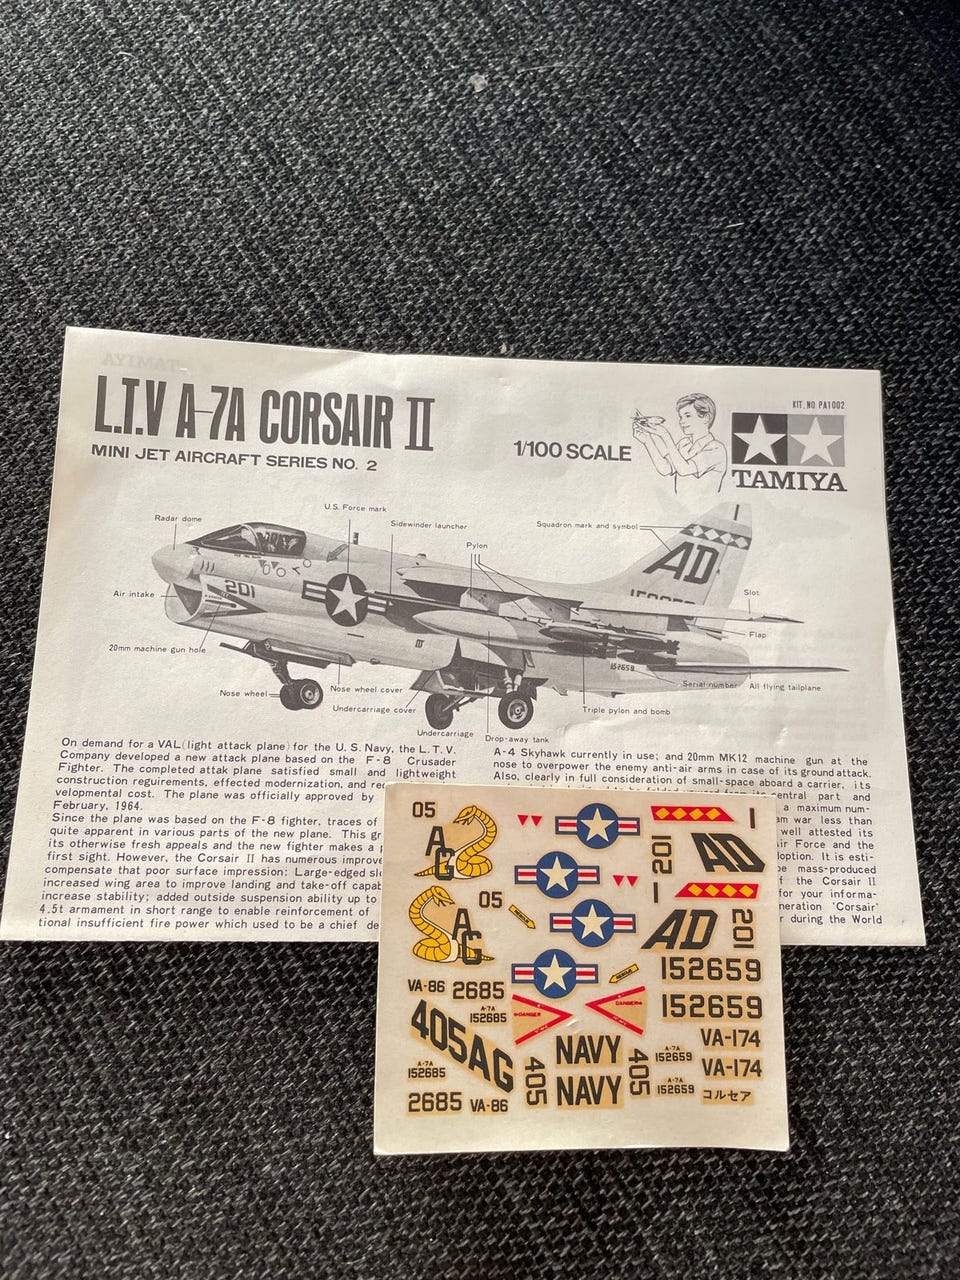 L.T.V A-7A CORSAIR II
MINI JET AIRCRAFT SERIES NO. 2
1/100 SCALE
KIT. NO. PA1002
TAMIYA
Radar dome
U.S. Force mark
Sidewinder launcher
Pylon
Squadron mark and symbol
AD
201
Air intake
Slot
Flap
20mm machine gun hole
152659
Serial number
All flying tailplane
Nose wheel
Nose wheel cover
Undercarriage cover
Undercarriage
Drop-away tank
Triple pylon and bomb
On demand for a VAL(light attack plane) for the U. S. Navy, the L. T. V.
Company developed a new attack plane based on the F-8 Crusader
Fighter. The completed attak plane satisfied small and lightweight
construction requirements, effected modernization, and
velopmental cost. The plane was officially approved by
February, 1964.
Since the plane was based on the F-8 fighter, traces of
quite apparent in various parts of the new plane. This
its otherwise fresh appeals and the new fighter makes a
first sight. However, the Corsair II has numerous
compensate that poor surface impression: Large-edged
increased wing area to improve landing and take-off
increase stability; added outside suspension ability up to
4.5t armament in short range to enable reinforcement of
tional insufficient fire power which used to be a chief
A-4 Skyhawk currently in use; and 20mm MK12 machine gun at the
nose to overpower the enemy anti-air arms in case of its ground attack.
Also, clearly in full consideration of small-space aboard a carrier, its
central part and
a maximum num-
war less than
well attested its
Force and the
It is esti-
mass-produced
the Corsair II
for your informa-
'Corsair'
during the World
05
AG
AG
05
RESCUE
RESCUE
201
AD
AD
201
152659
152659
VA-86
2685
A-7A
152685
DANGER
DANGER
405AG
NAVY
NAVY
405
405
A-7A
152659
A-7A
152659
VA-174
VA-174
A-7A
152685
2685
VA-86
コルセア